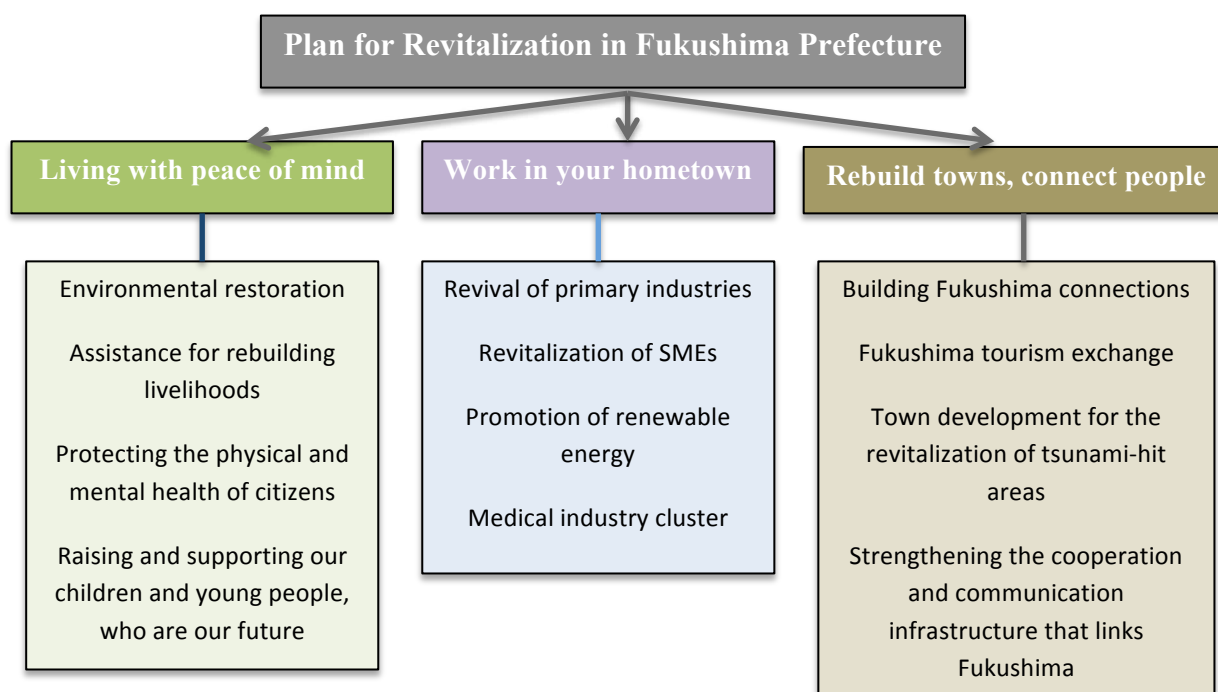 Plan for Revitalization in Fukushima Prefecture
Living with peace of mind
Environmental restoration
Assistance for rebuilding
livelihoods
Protecting the physical and
mental health of citizens
Raising and supporting our
children and young people,
who are our future
Work in your hometown
Revival of primary industries
Revitalization of SMEs
Promotion of renewable
energy
Medical industry cluster
Rebuild towns, connect people
Building Fukushima connections
Fukushima tourism exchange
Town development for the
revitalization of tsunami-hit
areas
Strengthening the cooperation
and communication
infrastructure that links
Fukushima